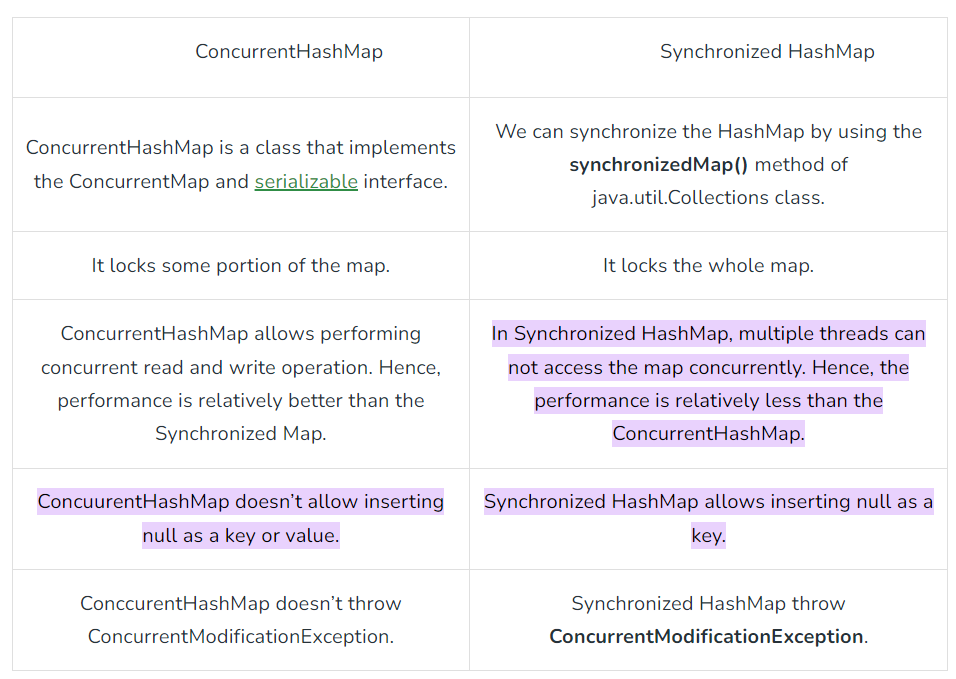 ConcurrentHashMap
Synchronized HashMap
ConcurrentHashMap is a class that implements
the ConcurrentMap and serializable interface.
We can synchronize the HashMap by using the
synchronizedMap() method of
java.util.Collections class.
It locks some portion of the map.
It locks the whole map.
ConcurrentHashMap allows performing
concurrent read and write operation. Hence,
performance is relatively better than the
Synchronized Map.
In Synchronized HashMap, multiple threads can
not access the map concurrently. Hence, the
performance is relatively less than the
ConcurrentHashMap.
ConcuurentHashMap doesn’t allow inserting
null as a key or value.
Synchronized HashMap allows inserting null as a
key.
ConccurentHashMap doesn’t throw
ConcurrentModificationException.
Synchronized HashMap throw
ConcurrentModificationException.